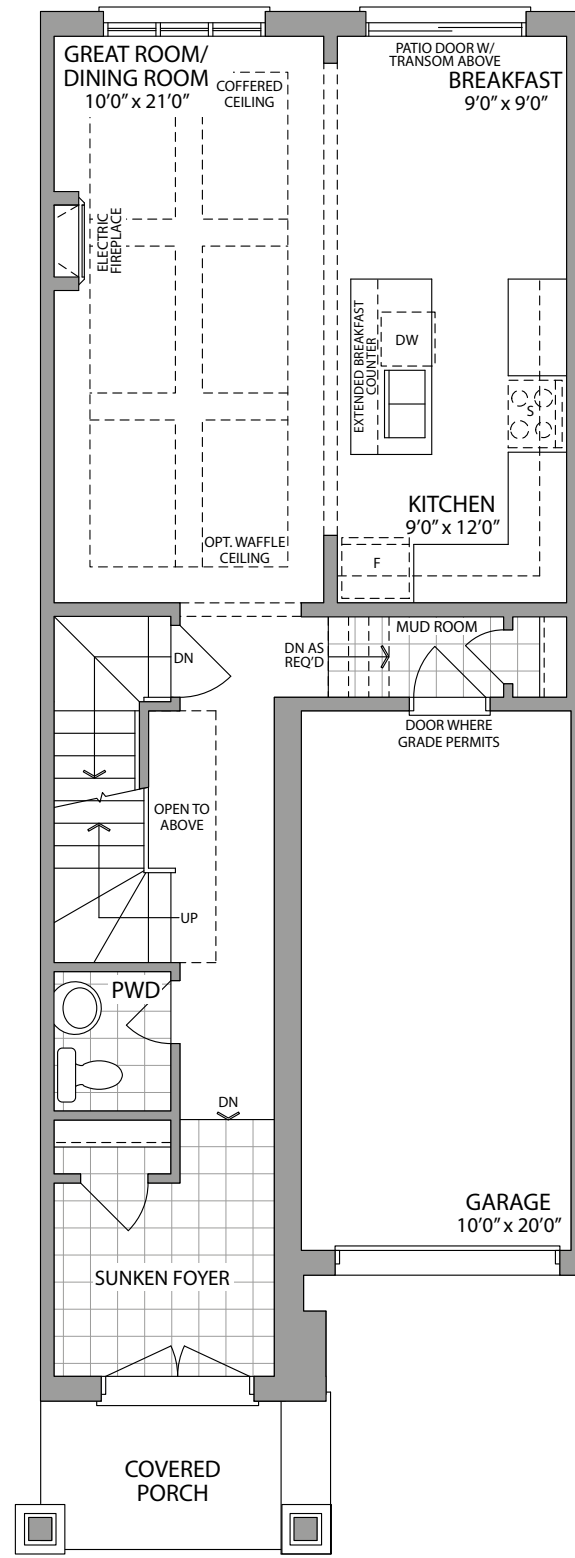 GREAT ROOM/
DINING ROOM
10'0" x 21'0"
COFFERED
CEILING
PATIO DOOR W/
TRANSOM ABOVE
BREAKFAST
9'0" x 9'0"
ELECTRIC
FIREPLACE
EXTENDED BREAKFAST
COUNTER
DW
S
KITCHEN
9'0" x 12'0"
OPT. WAFFLE
CEILING
F
DN
DN AS
REQ'D
MUD ROOM
DOOR WHERE
GRADE PERMITS
OPEN TO
ABOVE
UP
PWD
DN
GARAGE
10'0" x 20'0"
SUNKEN FOYER
COVERED
PORCH